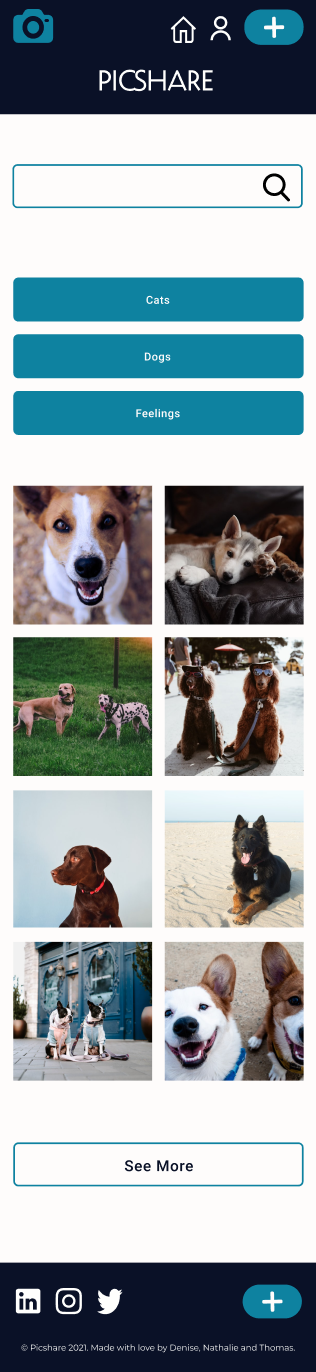 PICSHARE
Cats
Dogs
Feelings
See More
© Picshare 2021. Made with love by Denise, Nathalie and Thomas.